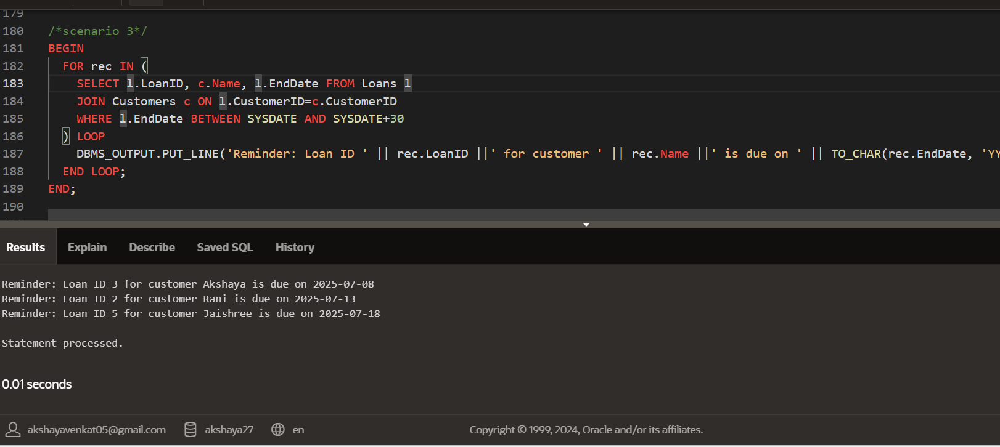 179
180 /*scenario 3*/
181 BEGIN
182 FOR rec IN (
183 SELECT l.LoanID, c.Name, l.EndDate FROM Loans l
184 JOIN Customers c ON l.CustomerID=c.CustomerID
185 WHERE l.EndDate BETWEEN SYSDATE AND SYSDATE+30
186 ) LOOP
187 DBMS_OUTPUT.PUT_LINE('Reminder: Loan ID ' || rec.LoanID ||' for customer ' || rec.Name ||' is due on ' || TO_CHAR(rec.EndDate, 'YY
188 END LOOP;
189 END;
190
Results Explain Describe Saved SQL History
Reminder: Loan ID 3 for customer Akshaya is due on 2025-07-08
Reminder: Loan ID 2 for customer Rani is due on 2025-07-13
Reminder: Loan ID 5 for customer Jaishree is due on 2025-07-18
Statement processed.
0.01 seconds
akshayavenkat05@gmail.com akshaya27 en Copyright © 1999, 2024, Oracle and/or its affiliates.